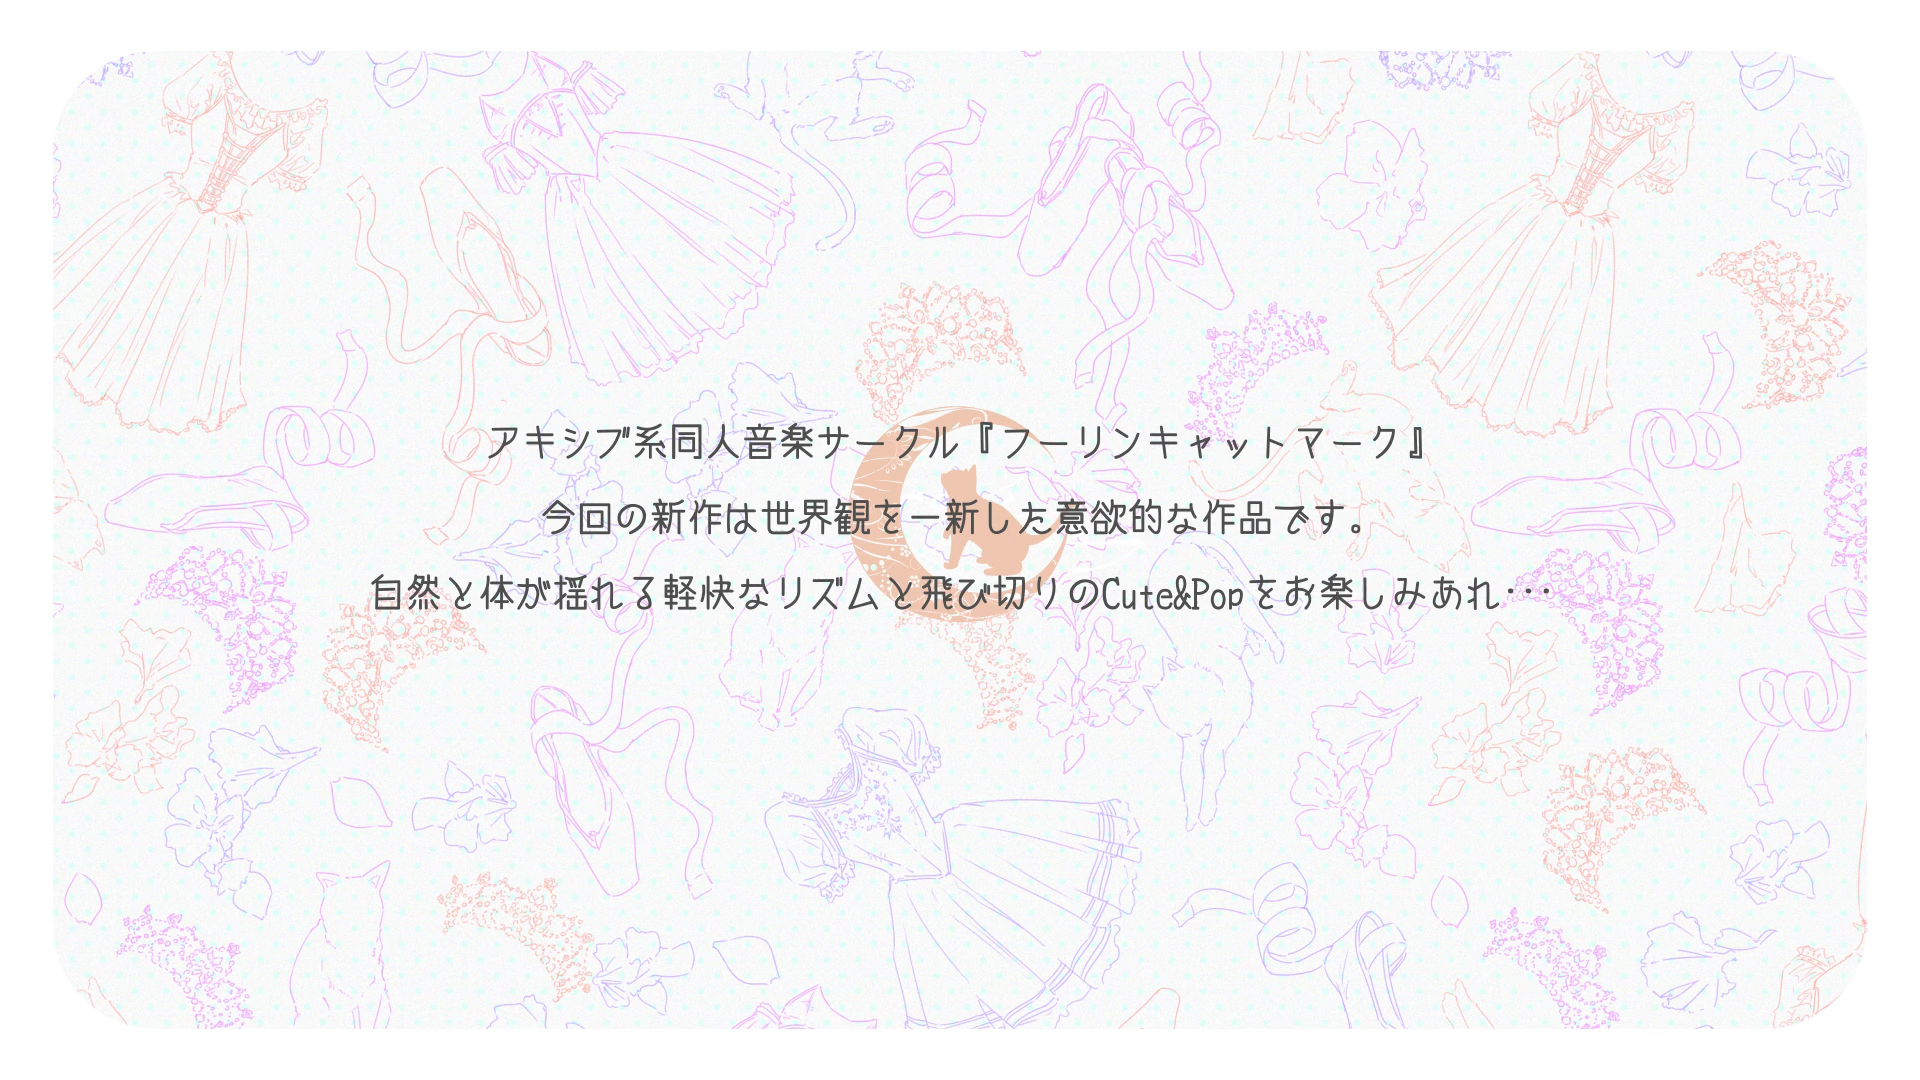 アキシブ系同人音楽サークル『フーリンキャットマーク』
今回の新作は世界観を一新した意欲的な作品です。
自然と体が揺れる軽快なリズムと飛び切りのCute&Popをお楽しみあれ…